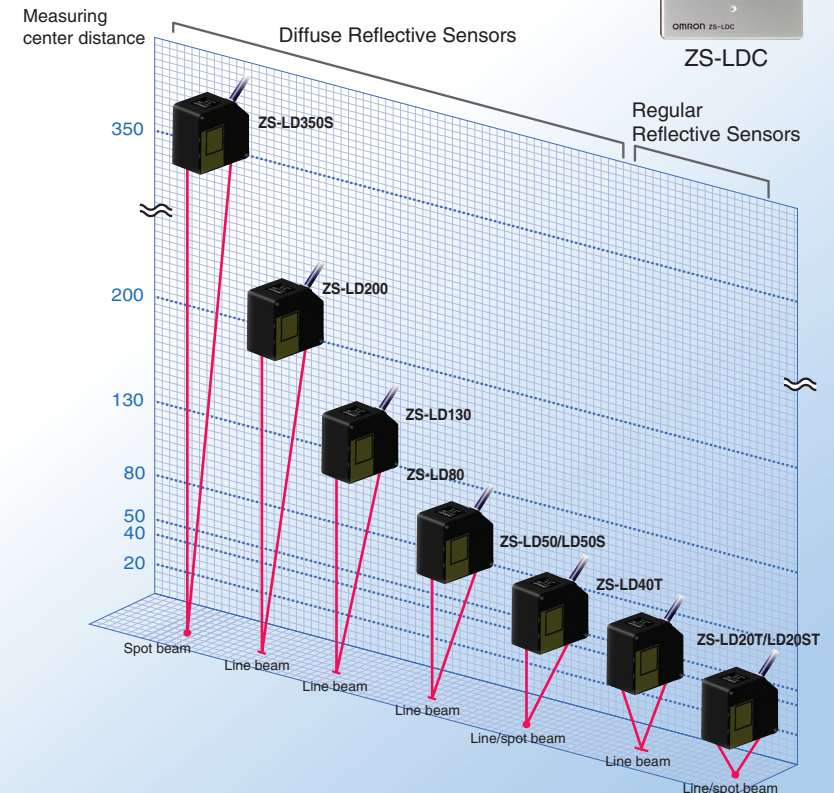 Measuring
center distance
Diffuse Reflective Sensors
OMRON ZS-LDC
ZS-LDC
Regular
Reflective Sensors
350
ZS-LD350S
200
ZS-LD200
130
ZS-LD130
80
ZS-LD80
50
ZS-LD50/LD50S
40
20
ZS-LD40T
ZS-LD20T/LD20ST
Spot beam
Line beam
Line beam
Line beam
Line/spot beam
Line beam
Line/spot beam